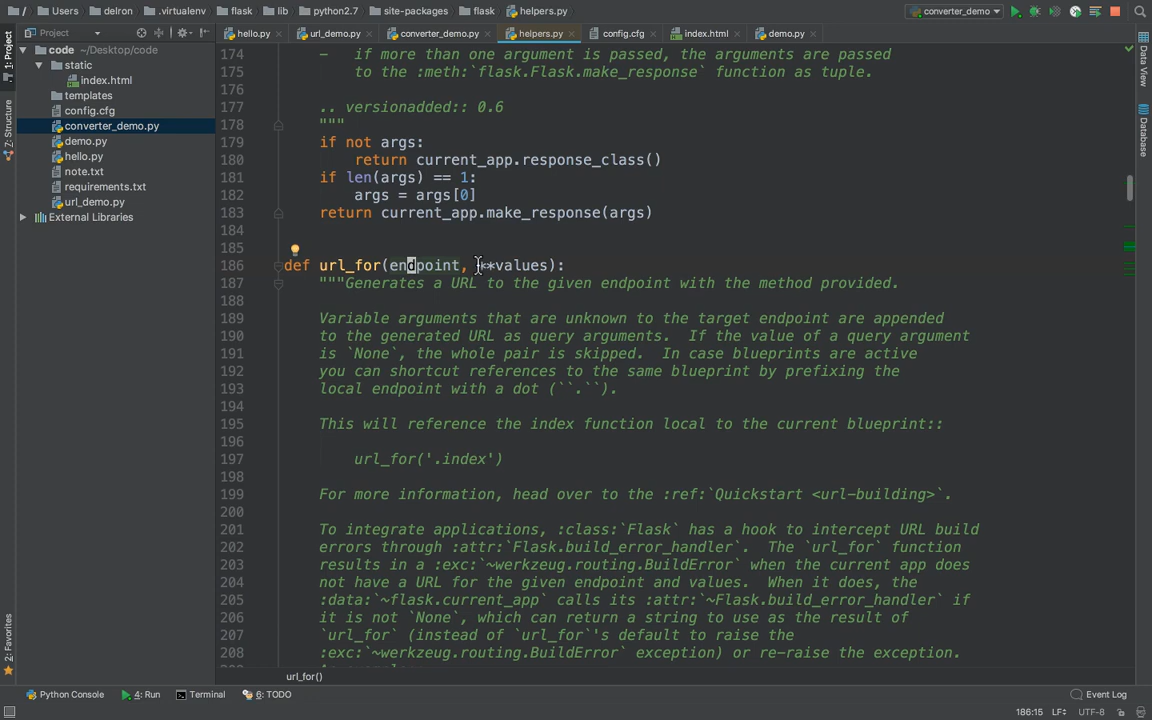 / Users delron .virtualenv flask lib python2.7 site-packages flask helpers.py converter_demo
Project hello.py url_demo.py converter_demo.py helpers.py config.cfg index.html demo.py
1: Project
Z: Structure
2: Favorites
Data View
Database
code ~/Desktop/code
static
index.html
templates
config.cfg
converter_demo.py
demo.py
hello.py
note.txt
requirements.txt
url_demo.py
External Libraries
174 - if more than one argument is passed, the arguments are passed
175 to the :meth:`flask.Flask.make_response` function as tuple.
176
177 .. versionadded:: 0.6
178 """
179 if not args:
180 return current_app.response_class()
181 if len(args) == 1:
182 args = args[0]
183 return current_app.make_response(args)
184
185
186 def url_for(endpoint, **values):
187 """Generates a URL to the given endpoint with the method provided.
188
189 Variable arguments that are unknown to the target endpoint are appended
190 to the generated URL as query arguments.  If the value of a query argument
191 is `None`, the whole pair is skipped.  In case blueprints are active
192 you can shortcut references to the same blueprint by prefixing the
193 local endpoint with a dot (``.``).
194
195 This will reference the index function local to the current blueprint::
196
197 url_for('.index')
198
199 For more information, head over to the :ref:`Quickstart <url-building>`.
200
201 To integrate applications, :class:`Flask` has a hook to intercept URL build
202 errors through :attr:`Flask.build_error_handler`.  The `url_for` function
203 results in a :exc:`~werkzeug.routing.BuildError` when the current app does
204 not have a URL for the given endpoint and values.  When it does, the
205 :data:`~flask.current_app` calls its :attr:`~Flask.build_error_handler` if
206 it is not `None`, which can return a string to use as the result of
207 `url_for` (instead of `url_for`'s default to raise the
208 :exc:`~werkzeug.routing.BuildError` exception) or re-raise the exception.
url_for()
Python Console 4: Run Terminal 6: TODO Event Log
186:15 LF UTF-8